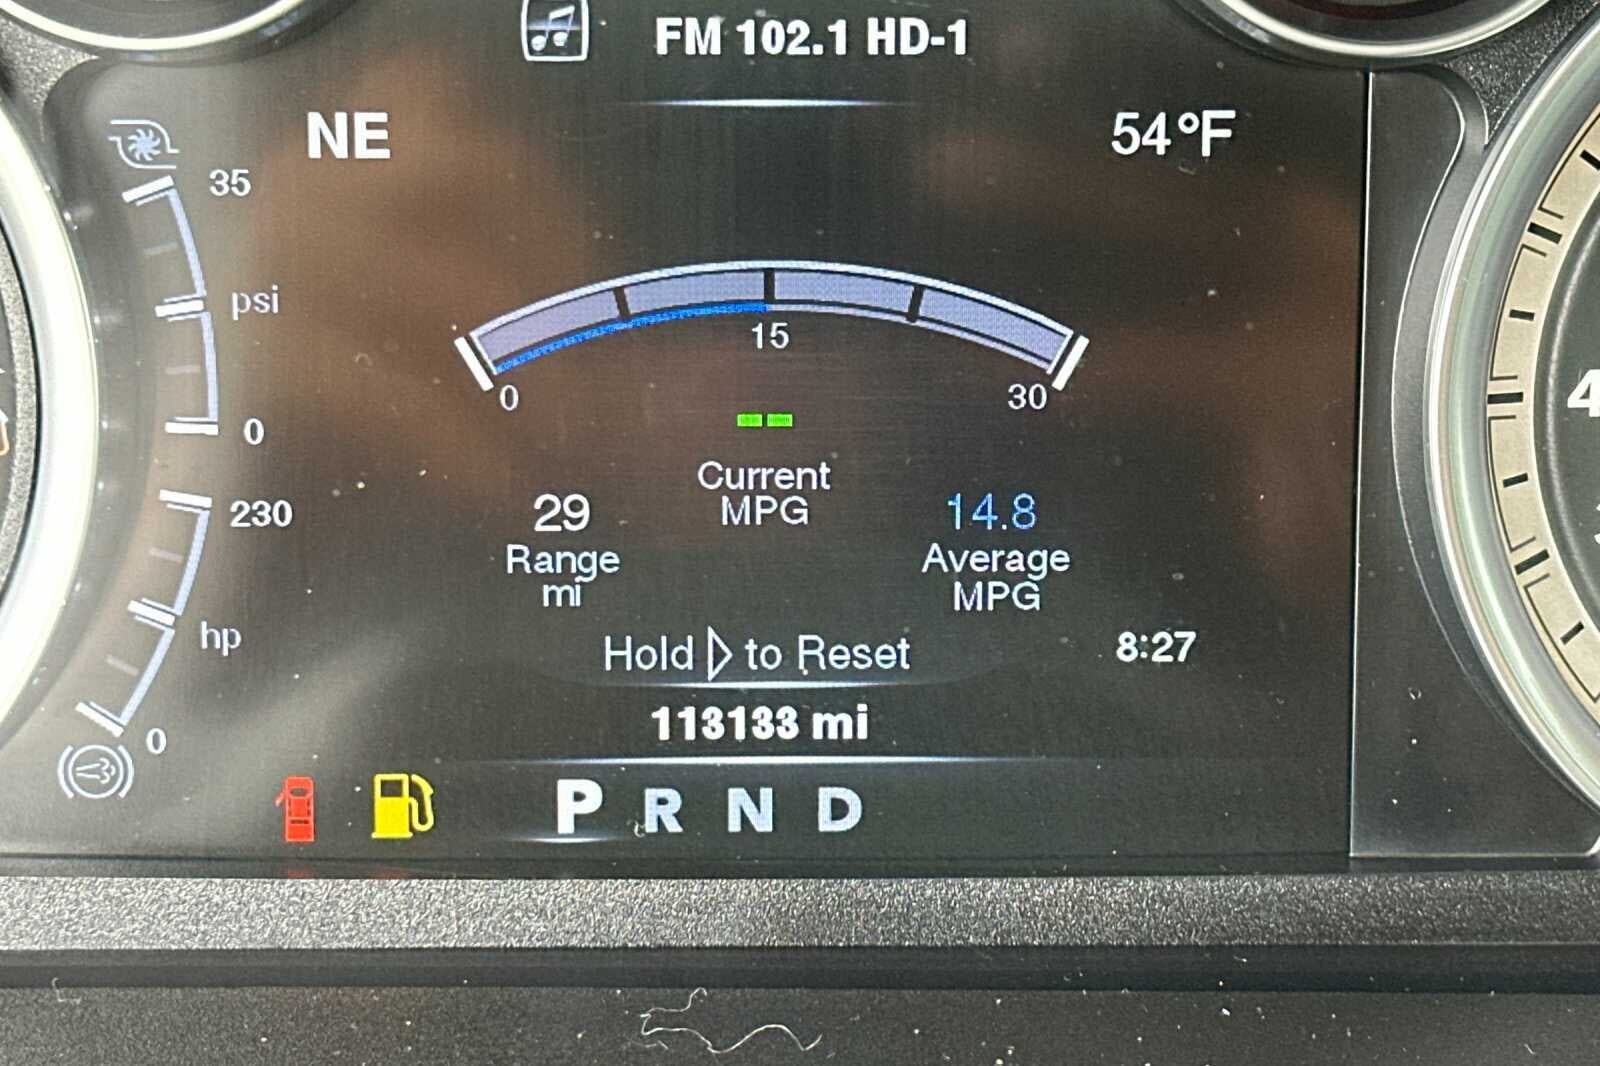 FM 102.1 HD-1
NE
54°F
35
psi
0
230
hp
0
15
0
30
Current
MPG
29
Range
mi
14.8
Average
MPG
Hold ▷ to Reset
8:27
113133 mi
P R N D
4